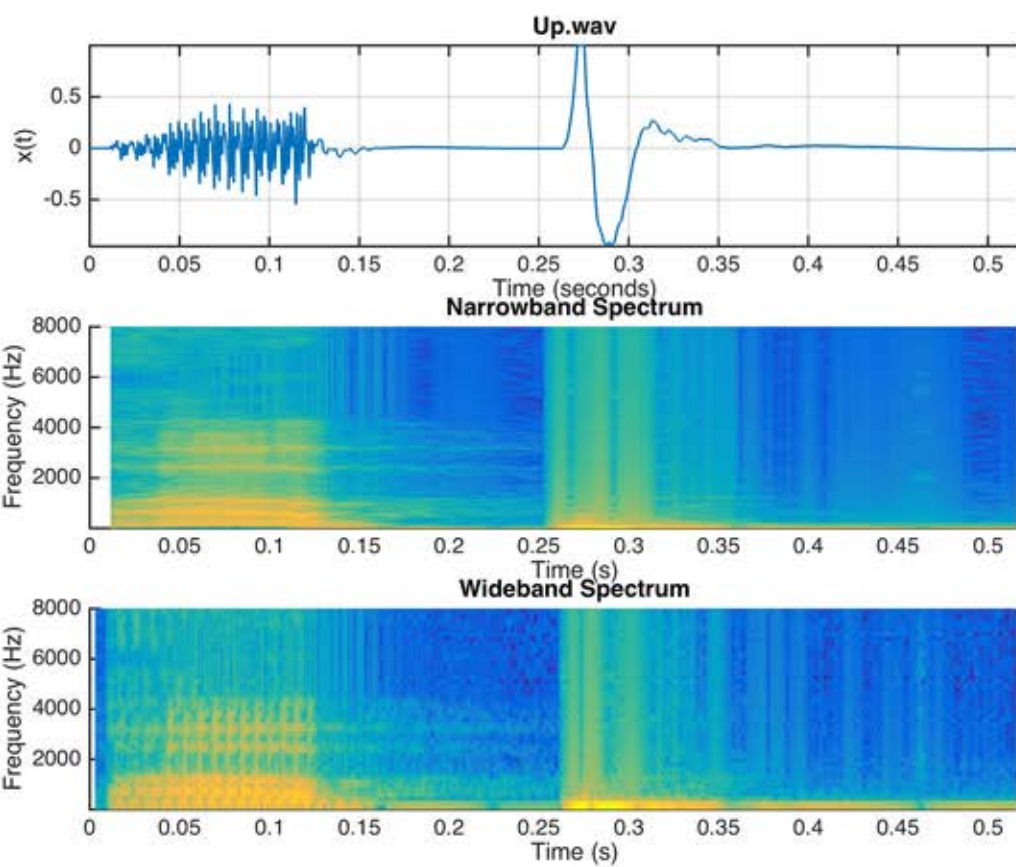 Up.wav
0.5
0
-0.5
x(t)
0 0.05 0.1 0.15 0.2 0.25 0.3 0.35 0.4 0.45 0.5
Time (seconds)
Narrowband Spectrum
8000
6000
4000
2000
Frequency (Hz)
0 0.05 0.1 0.15 0.2 0.25 0.3 0.35 0.4 0.45 0.5
Time (s)
Wideband Spectrum
8000
6000
4000
2000
Frequency (Hz)
0 0.05 0.1 0.15 0.2 0.25 0.3 0.35 0.4 0.45 0.5
Time (s)